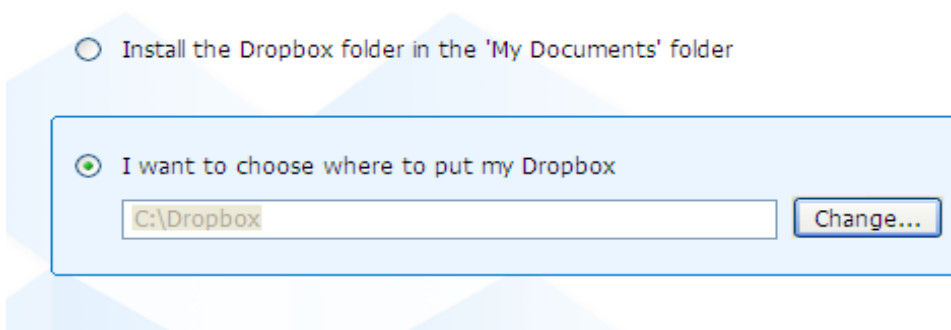 Install the Dropbox folder in the 'My Documents' folder
I want to choose where to put my Dropbox
C:\Dropbox
Change...